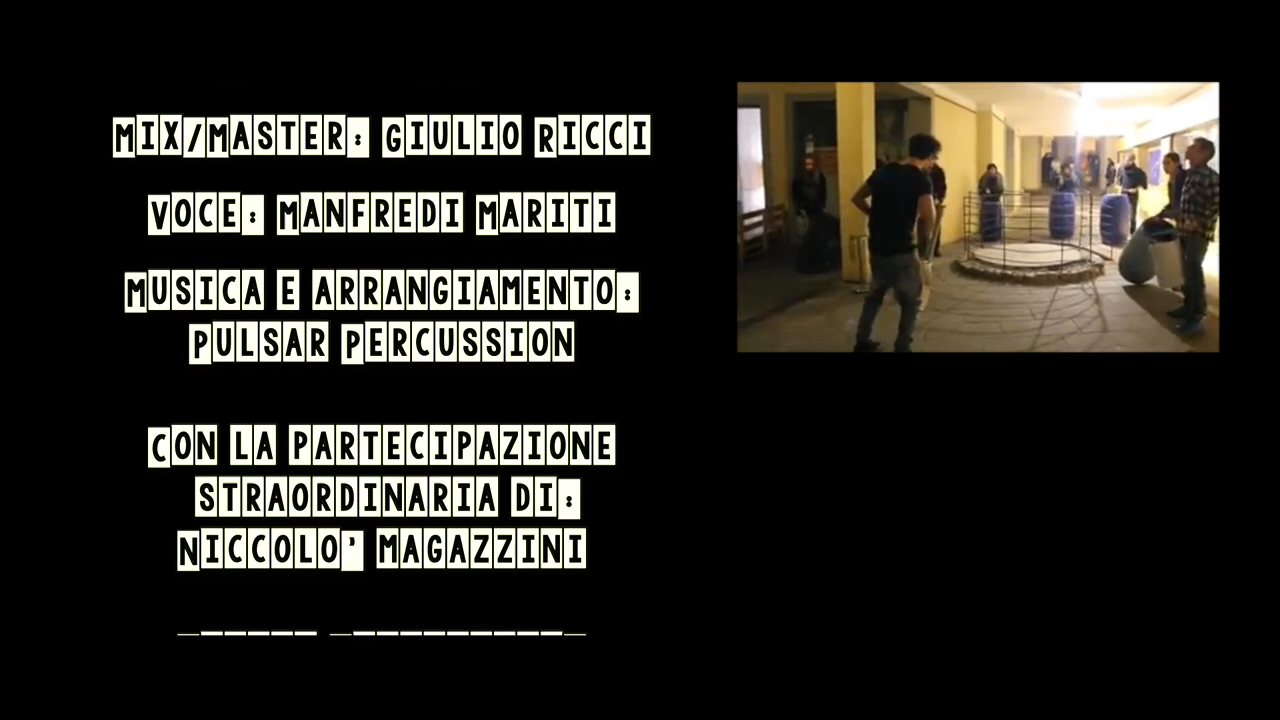 MIX/MASTER: GIULIO RICCI
VOCE: MANFREDI MARITI
MUSICA E ARRANGIAMENTO:
PULSAR PERCUSSION
CON LA PARTECIPAZIONE
STRAORDINARIA DI:
NICCOLO' MAGAZZINI